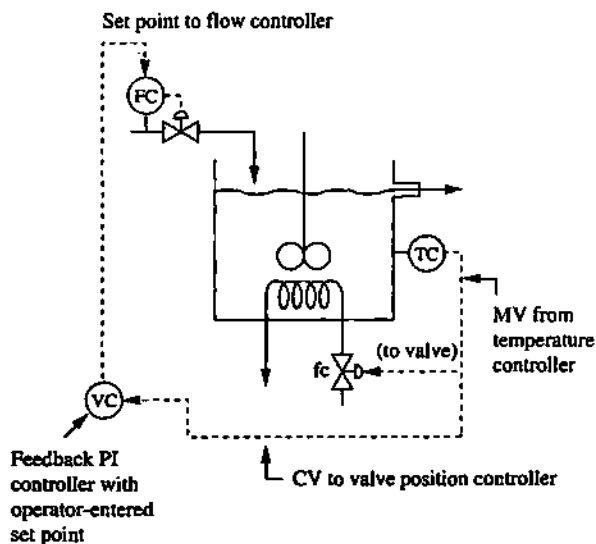 Set point to flow controller
FC
TC
MV from
temperature
controller
(to valve)
fc
VC
Feedback PI
controller with
operator-entered
set point
CV to valve position controller